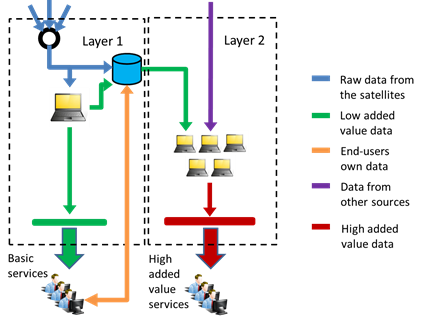 Layer 1
Layer 2
Raw data from
the satellites
Low added
value data
End-users
own data
Data from
other sources
High added
value data
Basic
services
High
added
value
services